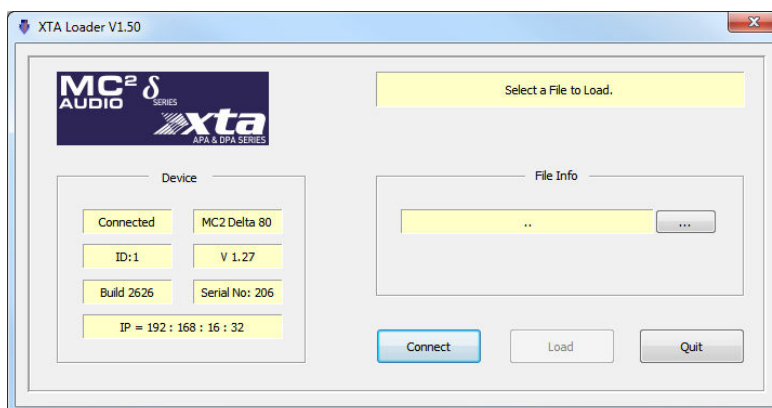 XTA Loader V1.50
MC² δ
AUDIO SERIES
xta
APA & DPA SERIES
Select a File to Load.
Device
Connected
MC2 Delta 80
ID:1
V 1.27
Build 2626
Serial No: 206
IP = 192 : 168 : 16 : 32
File Info
..
...
Connect
Load
Quit